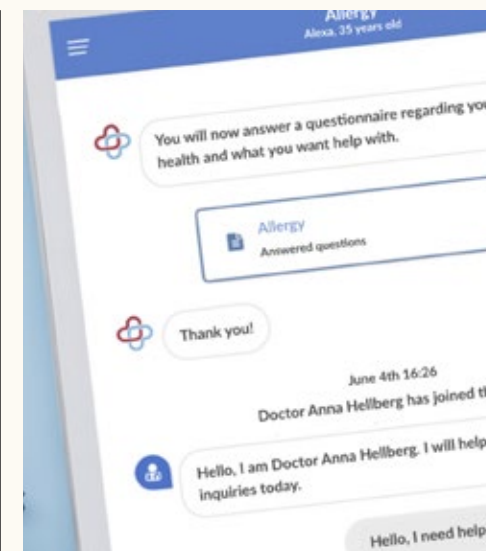 Allergy
Alexa, 35 years old
You will now answer a questionnaire regarding
health and what you want help with.
Allergy
Answered questions
Thank you!
June 4th 16:26
Doctor Anna Hellberg has joined
Hello, I am Doctor Anna Hellberg. I will help
inquiries today.
Hello, I need help